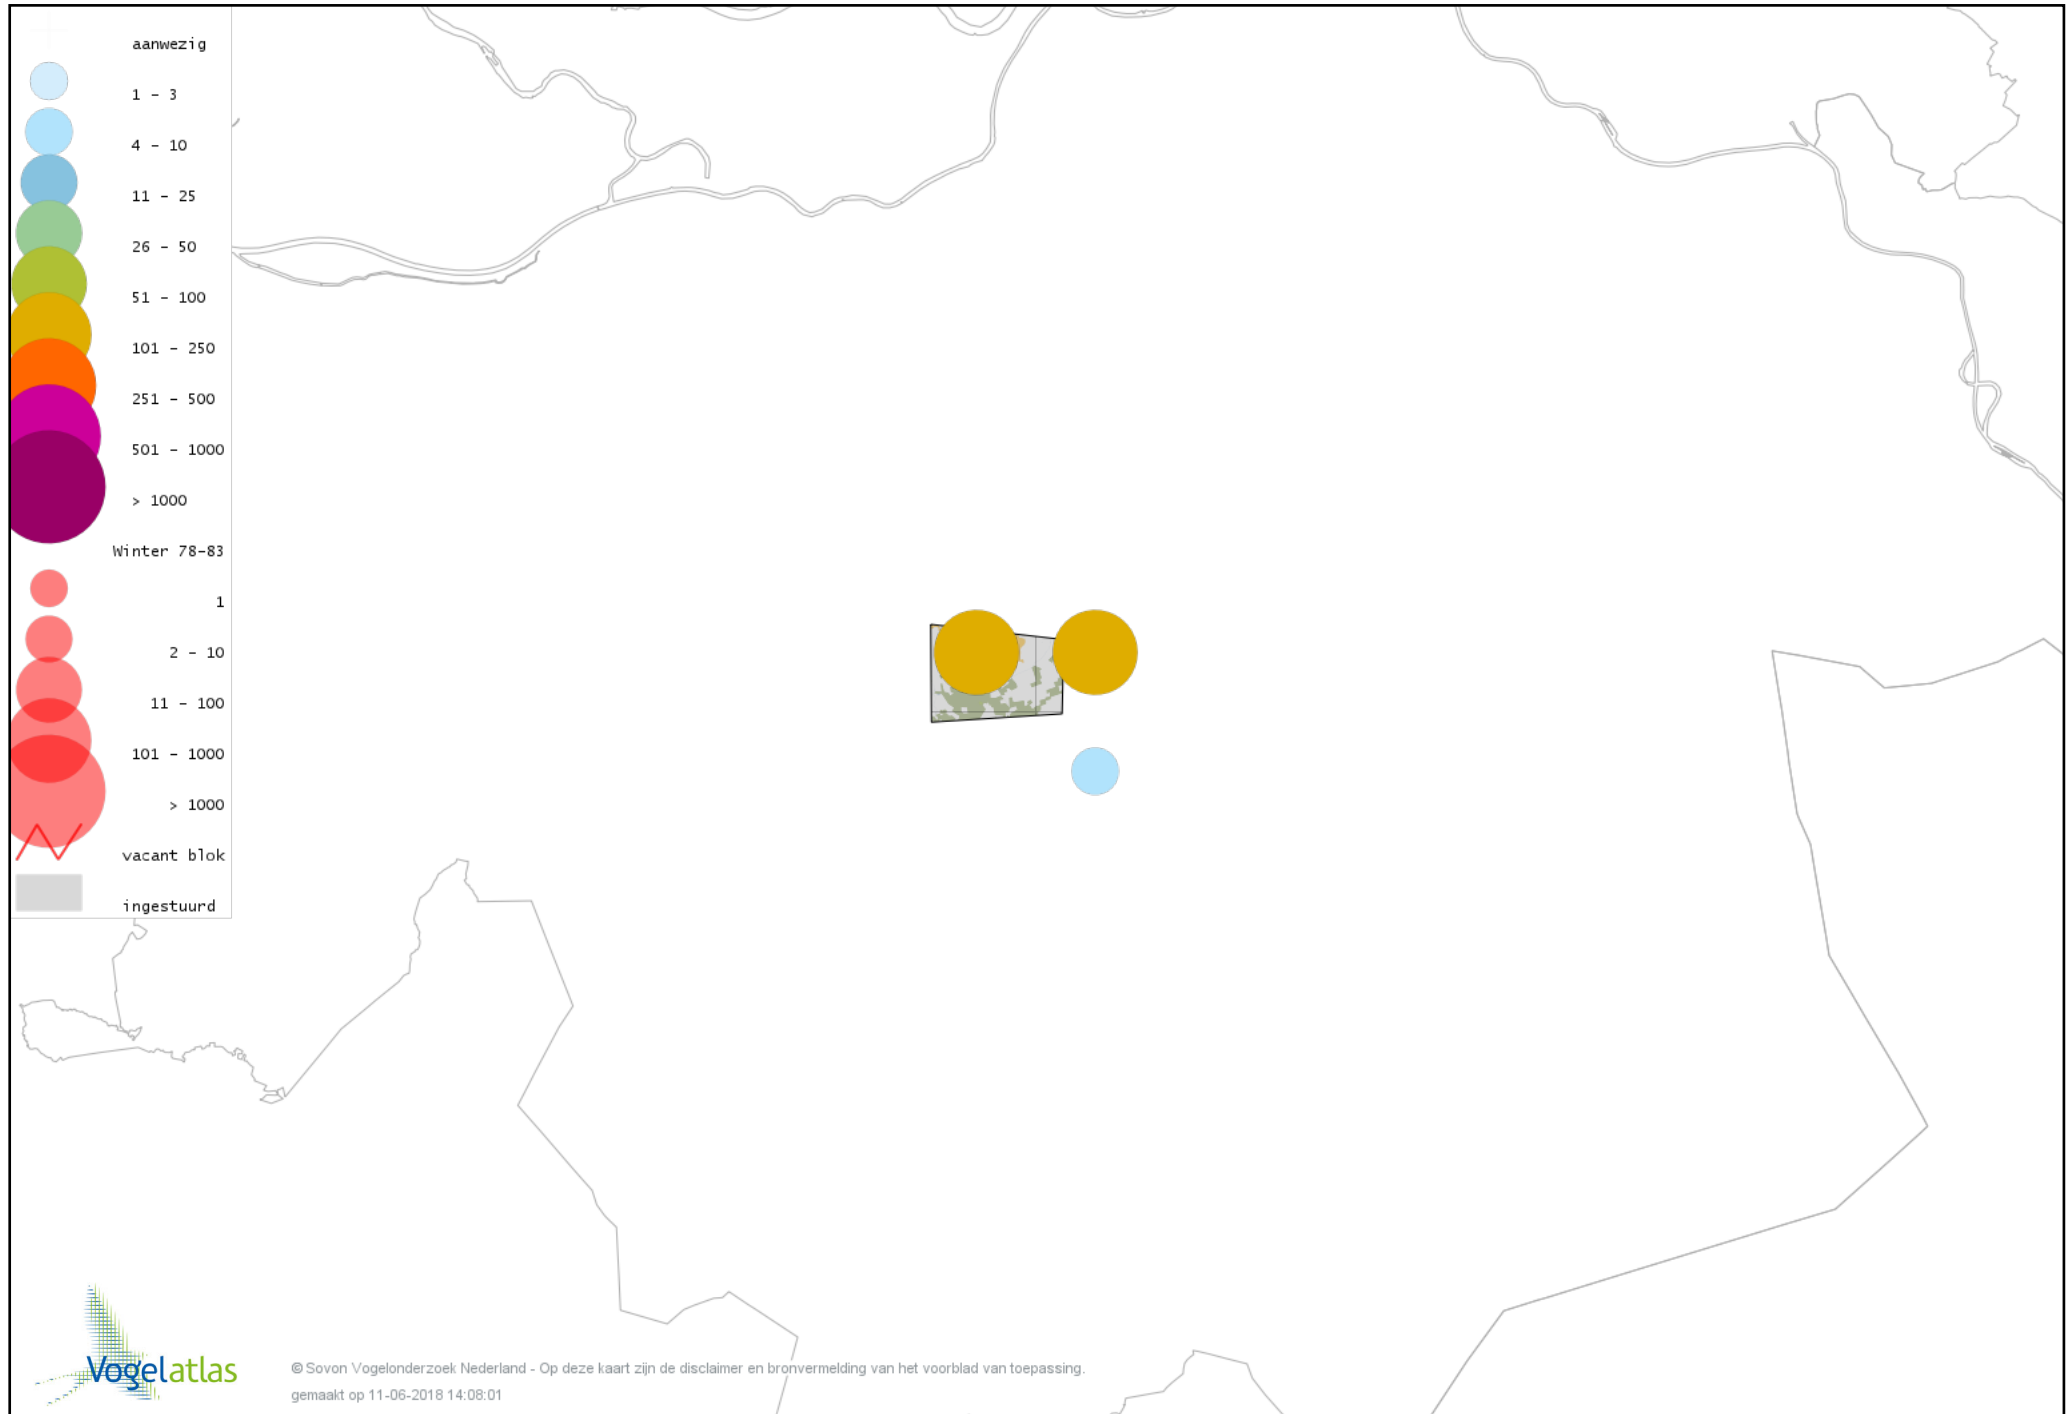 aanwezig
1 - 3
4 - 10
11 - 25
26 - 50
51 - 100
101 - 250
251 - 500
501 - 1000
> 1000
Winter 78-83
1
2 - 10
11 - 100
101 - 1000
> 1000
vacant blok
ingestuurd
Vogelatlas
© Sovon Vogelonderzoek Nederland - Op deze kaart zijn de disclaimer en bronvermelding van het voorblad van toepassing.
gemaakt op 11-06-2018 14:08:01